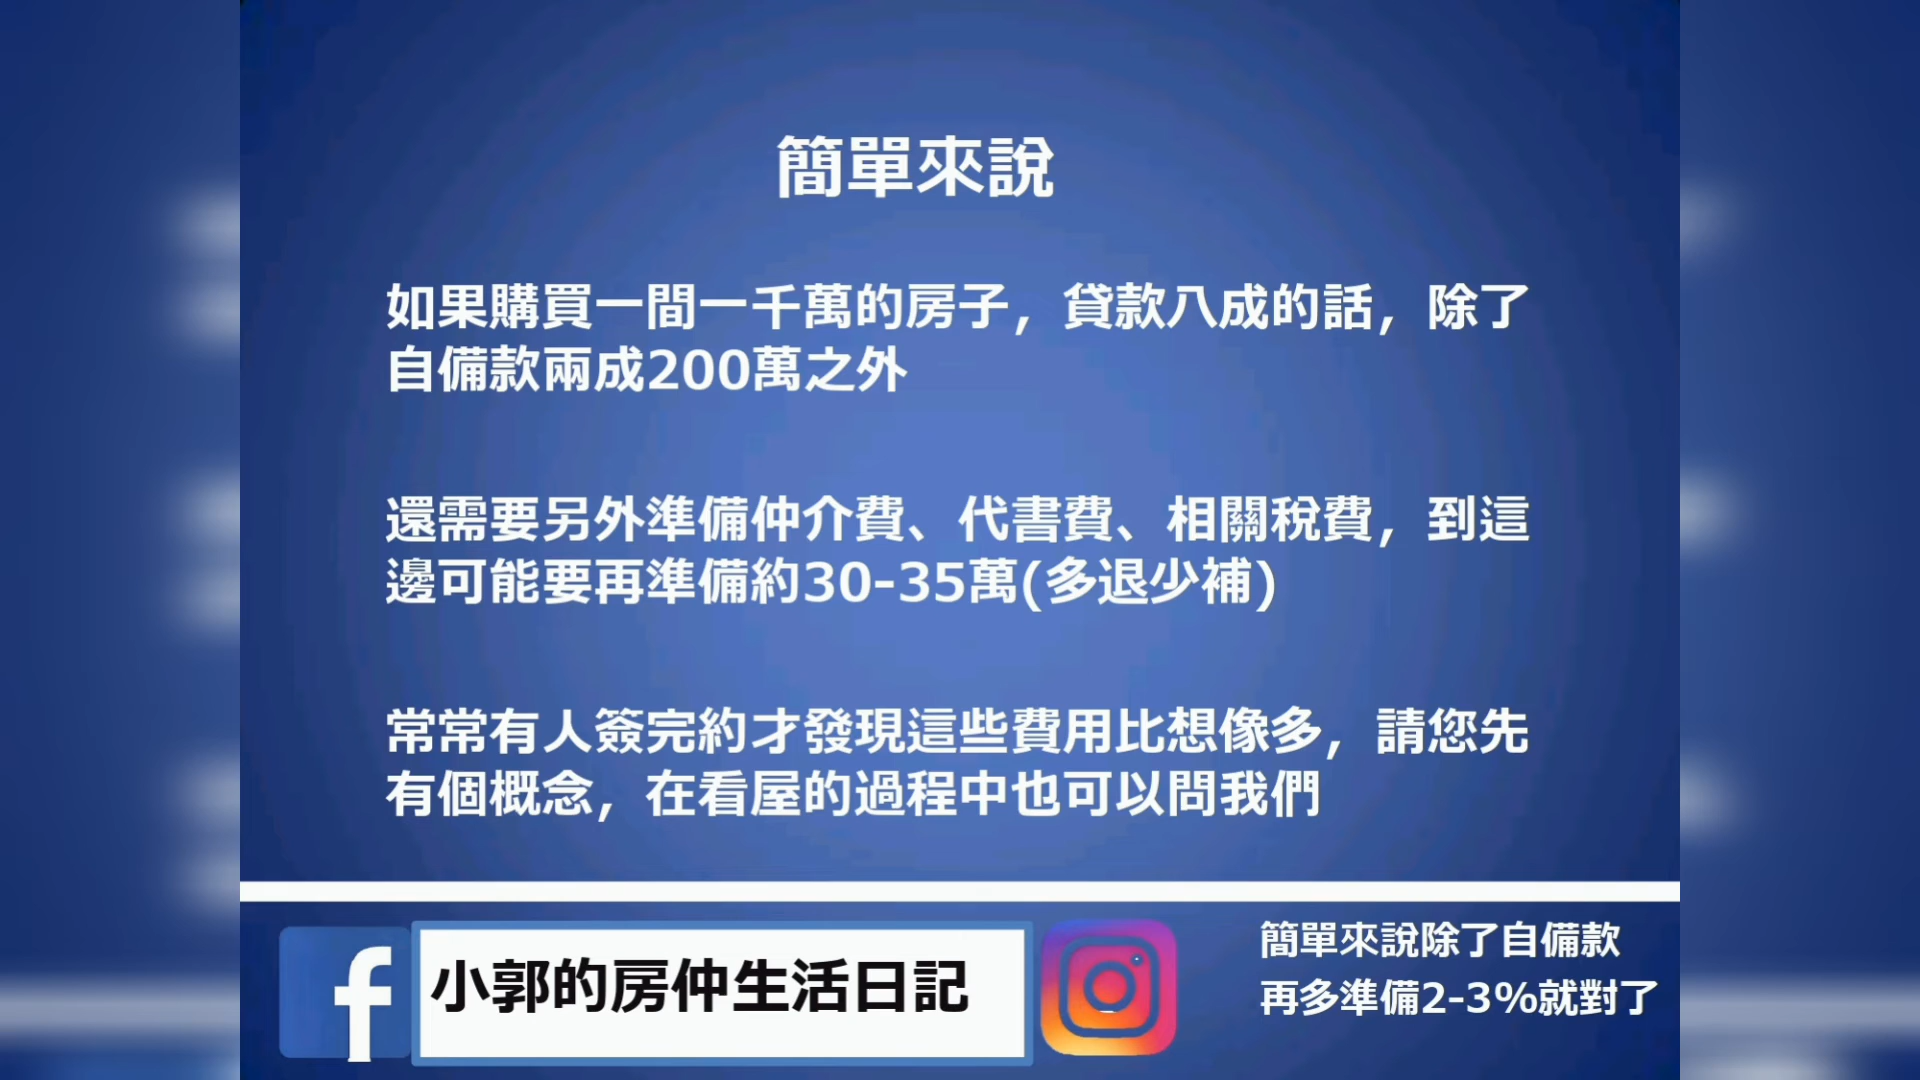 簡單來說
如果購買一間一千萬的房子，貸款八成的話，除了
自備款兩成200萬之外
還需要另外準備仲介費、代書費、相關稅費，到這
邊可能要再準備約30-35萬(多退少補)
常常有人簽完約才發現這些費用比想像多，請您先
有個概念，在看屋的過程中也可以問我們
小郭的房仲生活日記
簡單來說除了自備款
再多準備2-3%就對了